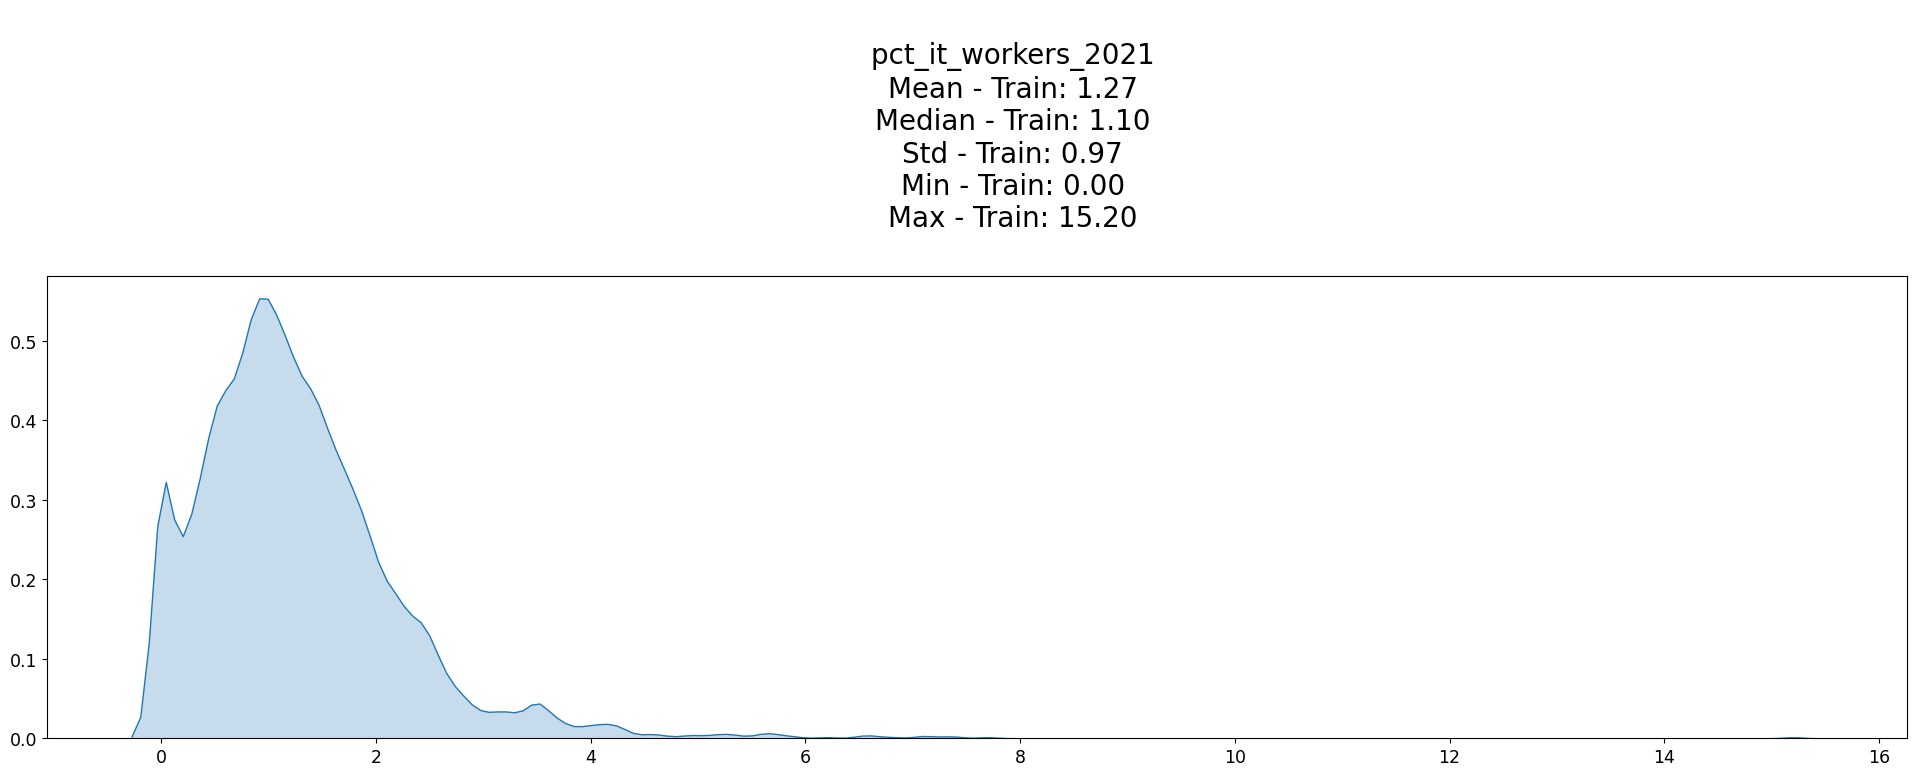 pct_it_workers_2021
Mean - Train: 1.27
Median - Train: 1.10
Std - Train: 0.97
Min - Train: 0.00
Max - Train: 15.20
0.5
0.4
0.3
0.2
0.1
0.0
0 2 4 6 8 10 12 14 16